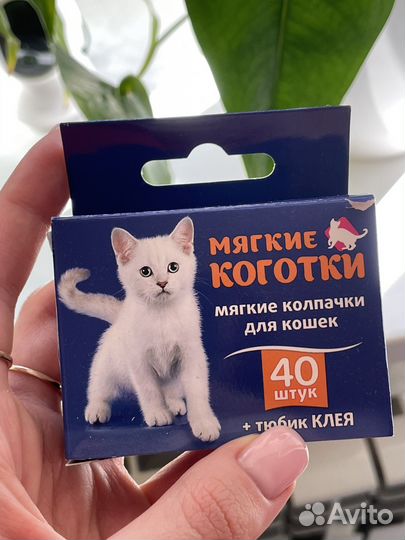 МЯГКИЕ
КОГОТКИ
МЯГКИЕ КОЛПАЧКИ
ДЛЯ КОШЕК
40
ШТУК
+ ТЮБИК КЛЕЯ
Avito